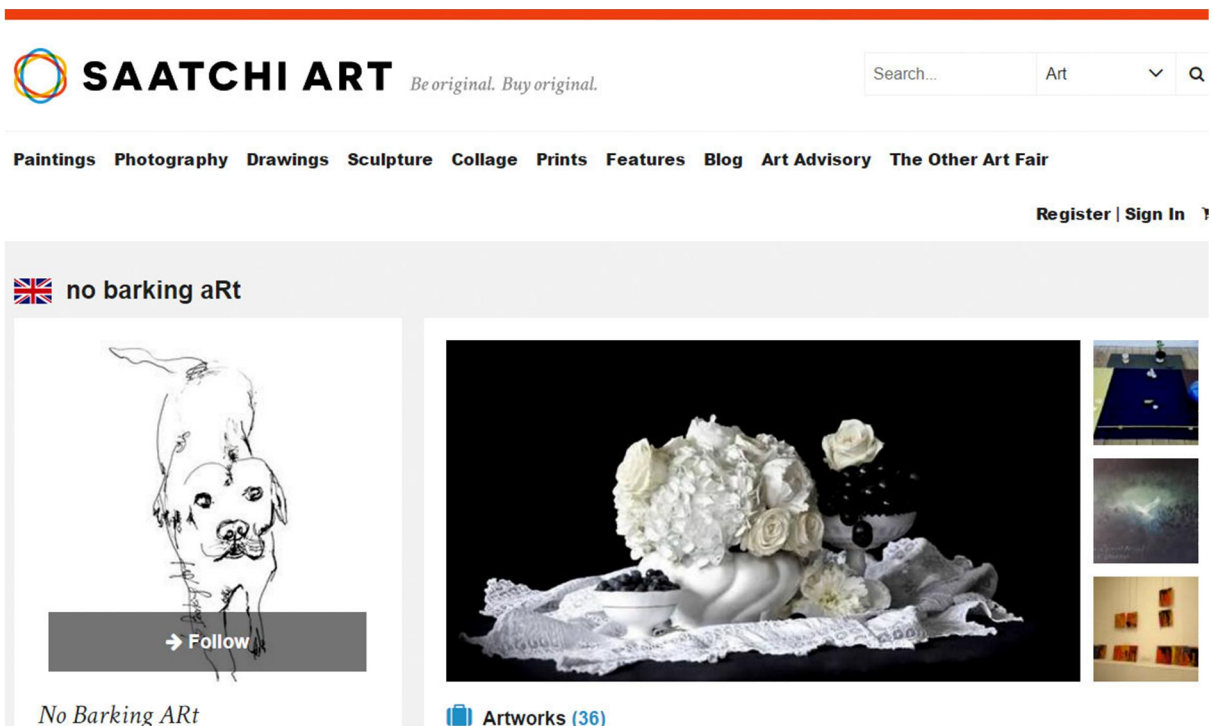 SAATCHI ART Be original. Buy original.
Search... Art
Paintings Photography Drawings Sculpture Collage Prints Features Blog Art Advisory The Other Art Fair
Register | Sign In
no barking aRt
Follow
No Barking ARt
Artworks (36)